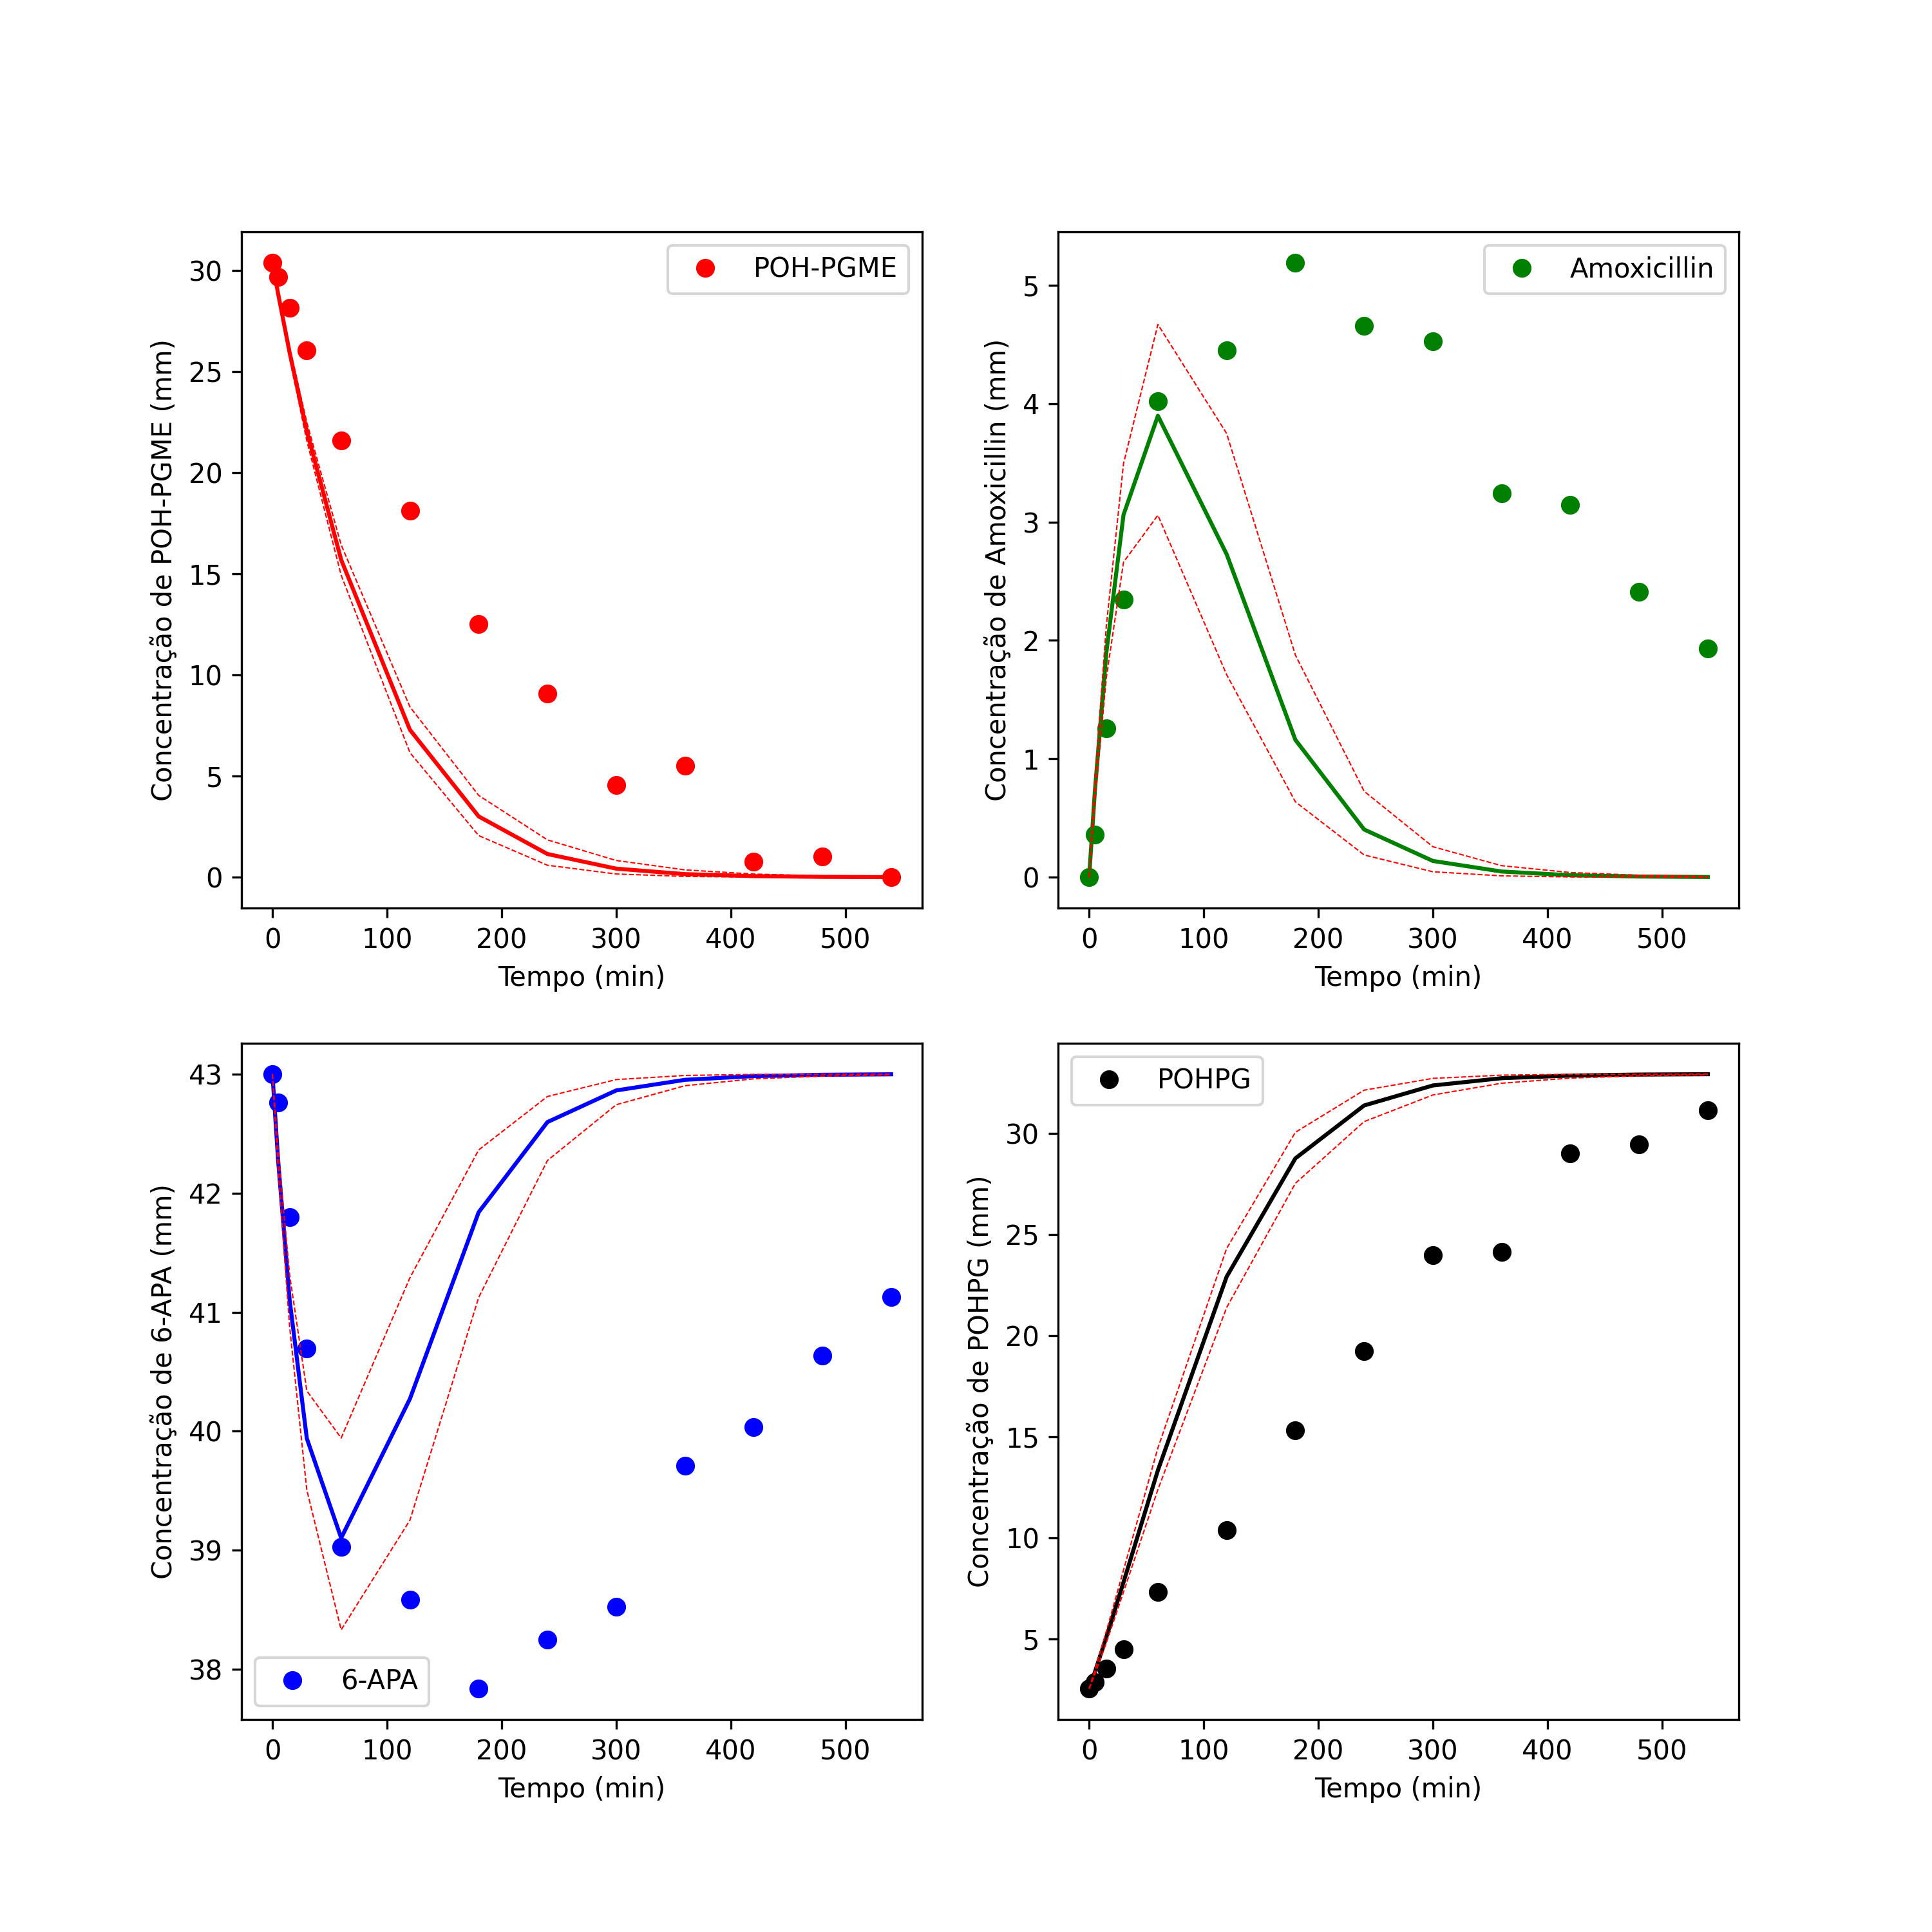 POH-PGME
Concentração de POH-PGME (mm)
30
25
20
15
10
5
0
0 100 200 300 400 500
Tempo (min)
Amoxicillin
Concentração de Amoxicillin (mm)
5
4
3
2
1
0
0 100 200 300 400 500
Tempo (min)
6-APA
Concentração de 6-APA (mm)
43
42
41
40
39
38
0 100 200 300 400 500
Tempo (min)
POHPG
Concentração de POHPG (mm)
30
25
20
15
10
5
0 100 200 300 400 500
Tempo (min)